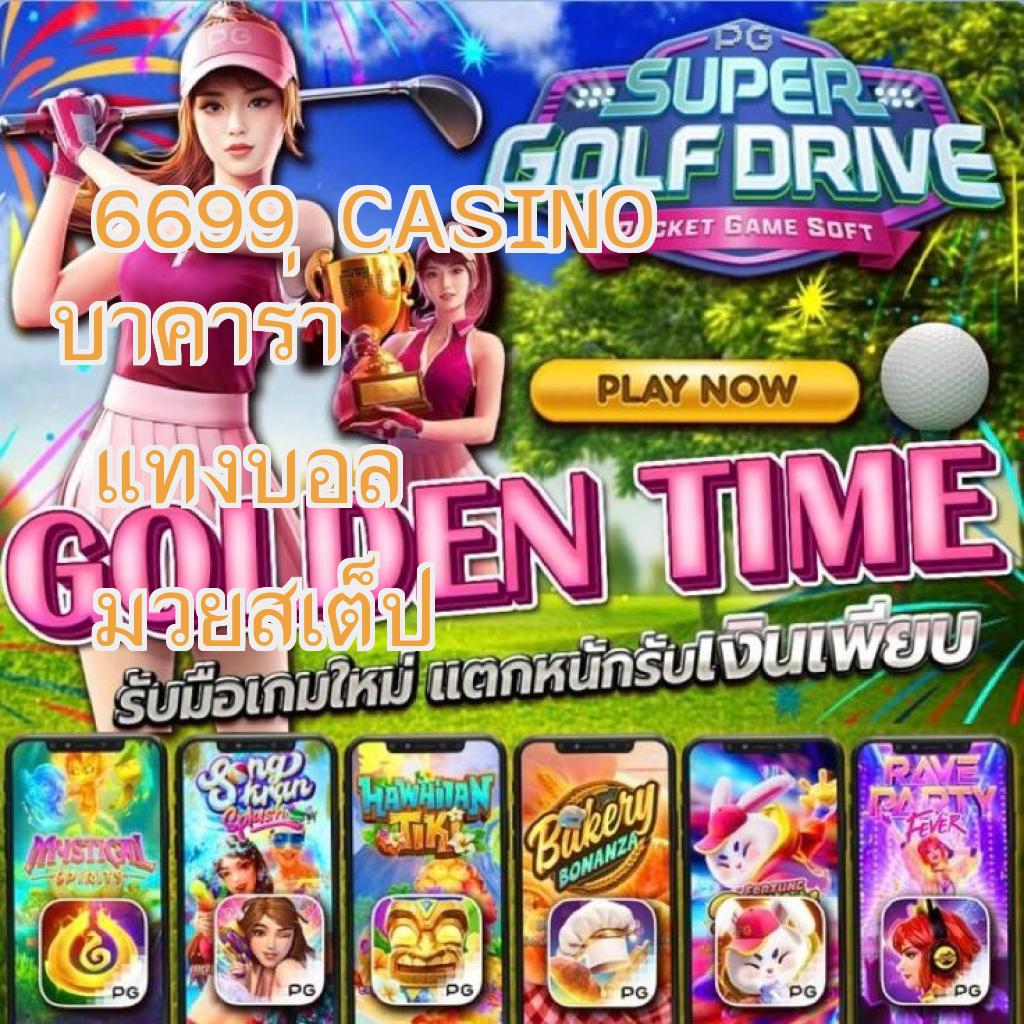 PG
PG
SUPER
GOLF DRIVE
POCKET GAME SOFT
6699ุ CASINO
บาคารา
PLAY NOW
แทงบอล
GOLDEN TIME
มวยสเต็ป
รับมือเกมใหม่ แตกหนักรับเงินเพียบ
MYSTICAL
SPIRITS
PG
Songkran
Splash
PG
HAWAIIAN
TIKI
PG
Bakery
BONANZA
PG
FORTUNE
PG
RAVE
PARTY
FEVER
PG